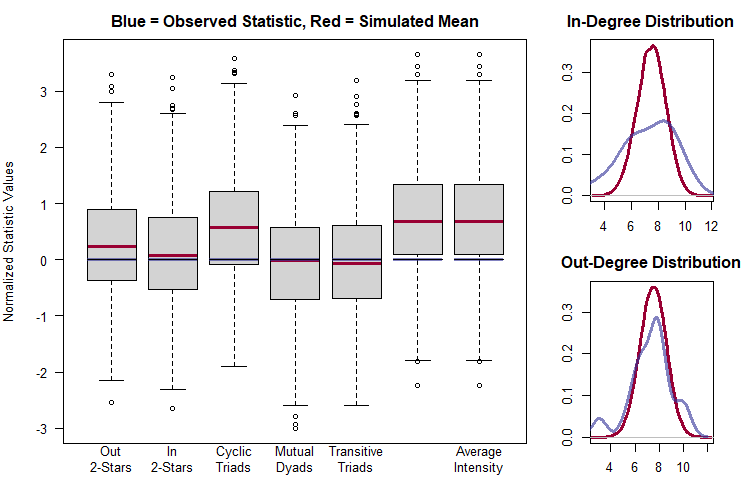 Blue = Observed Statistic, Red = Simulated Mean
Normalized Statistic Values
3
2
1
0
-1
-2
-3
Out
2-Stars
In
2-Stars
Cyclic
Triads
Mutual
Dyads
Transitive
Triads
Average
Intensity
In-Degree Distribution
0.3
0.2
0.1
0.0
4 6 8 10 12
Out-Degree Distribution
0.3
0.2
0.1
0.0
4 6 8 10